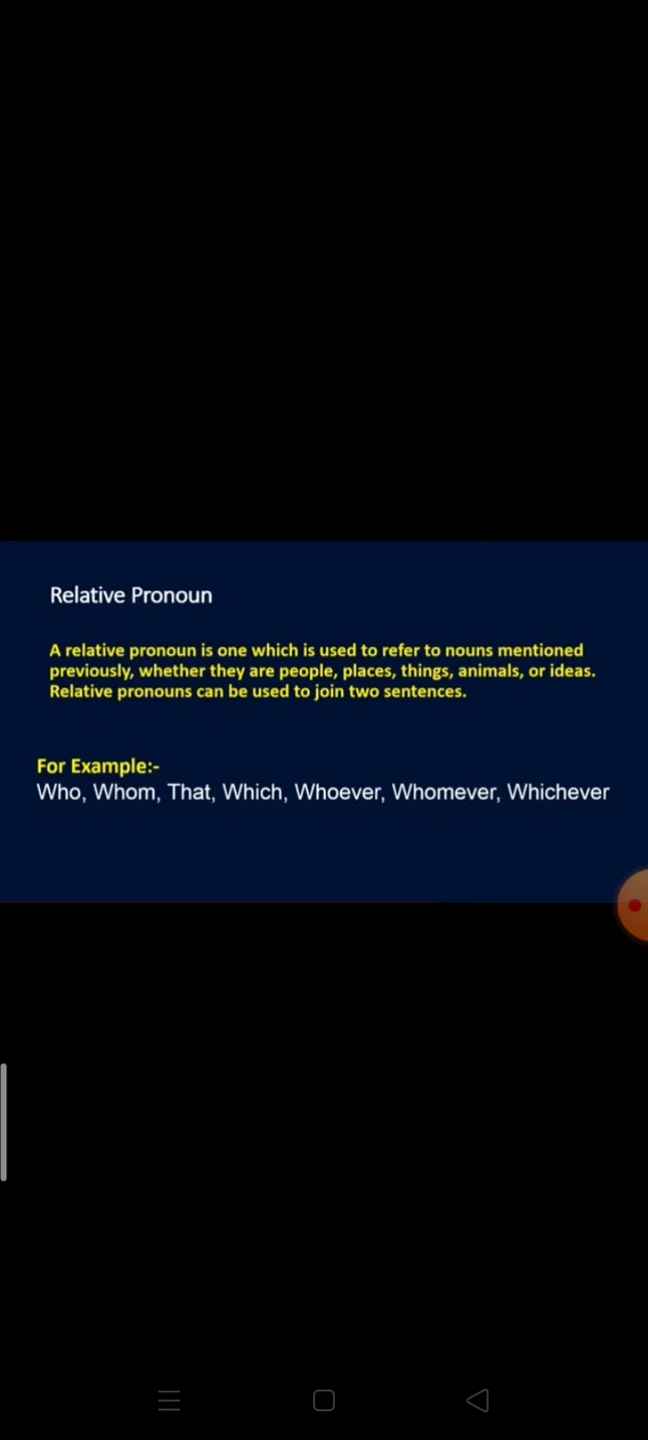 Relative Pronoun
A relative pronoun is one which is used to refer to nouns mentioned
previously, whether they are people, places, things, animals, or ideas.
Relative pronouns can be used to join two sentences.
For Example:-
Who, Whom, That, Which, Whoever, Whomever, Whichever